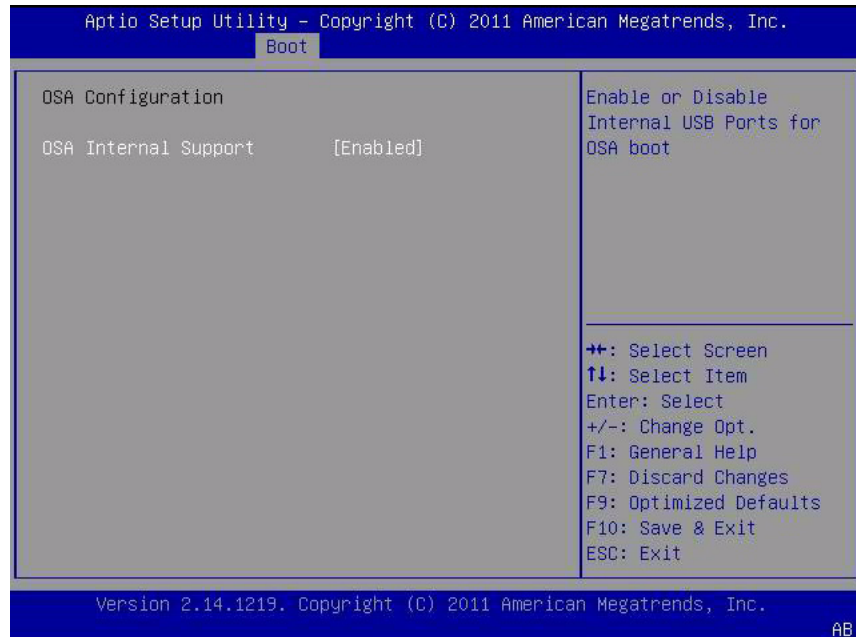 Aptio Setup Utility – Copyright (C) 2011 American Megatrends, Inc.
Boot
OSA Configuration
OSA Internal Support [Enabled]
Enable or Disable
Internal USB Ports for
OSA boot
→←: Select Screen
↑↓: Select Item
Enter: Select
+/-: Change Opt.
F1: General Help
F7: Discard Changes
F9: Optimized Defaults
F10: Save & Exit
ESC: Exit
Version 2.14.1219. Copyright (C) 2011 American Megatrends, Inc.
AB